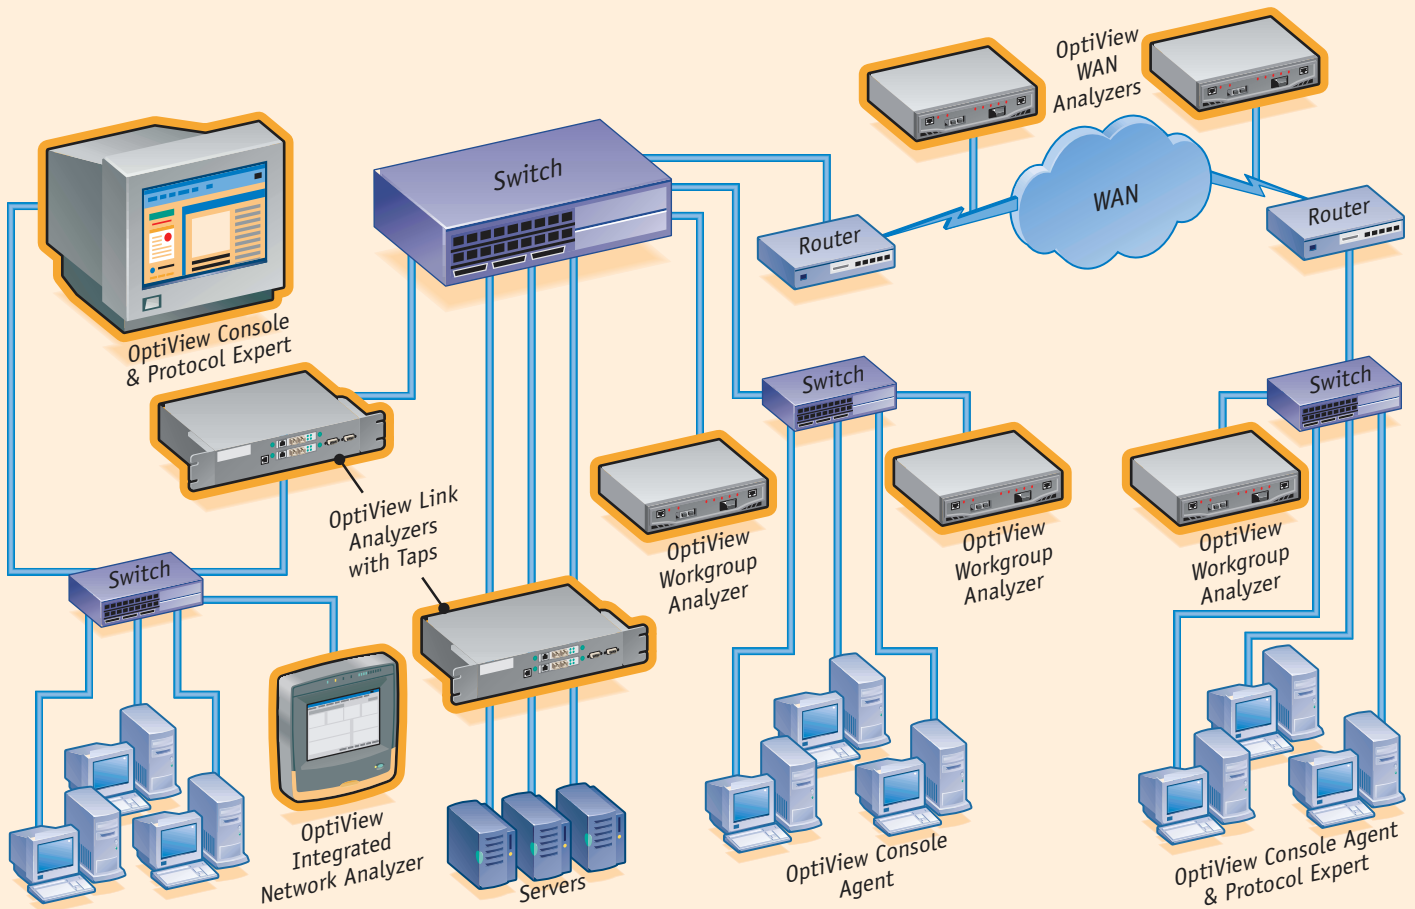 OptiView
WAN
Analyzers
Switch
WAN
Router
Router
OptiView Console
& Protocol Expert
Switch
Switch
OptiView Link
Analyzers
with Taps
OptiView
Workgroup
Analyzer
OptiView
Workgroup
Analyzer
OptiView
Workgroup
Analyzer
Switch
OptiView
Integrated
Network Analyzer
Servers
OptiView Console
Agent
OptiView Console Agent
& Protocol Expert